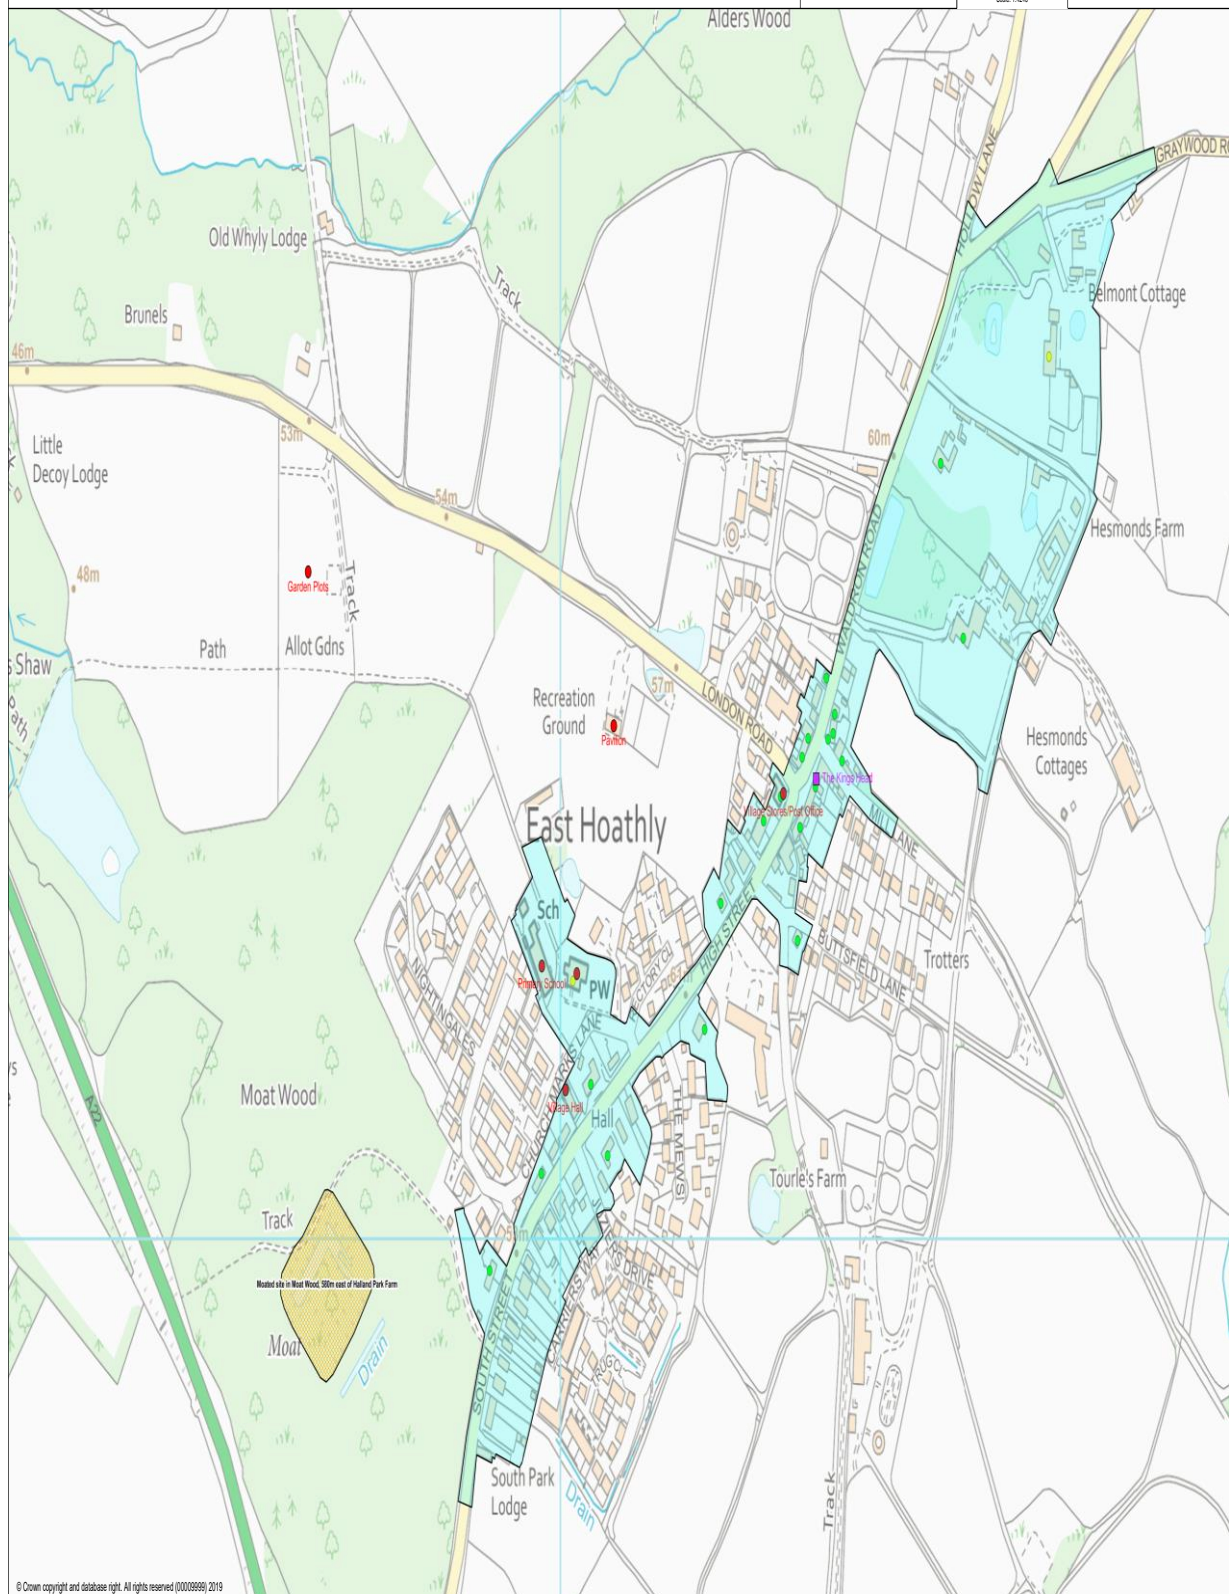 Alders Wood
HOLLOW LANE
GRAYWOOD
Old Whyly Lodge
Track
Belmont Cottage
Brunels
46m
53m
60m
Little
Decoy Lodge
54m
Hesmonds Farm
48m
Garden Plots
Track
WALDRON ROAD
Path
Allot Gdns
s Shaw
Path
Recreation
Ground
57m
LONDON ROAD
Pavilion
Hesmonds
Cottages
The Kings Head
Village Stores/Post Office
East Hoathly
MILL LANE
Sch
HIGH STREET
BUTTSFIELD LANE
Trotters
NIGHTINGALES
Primary School
PW
CHURCH MARKS LANE
Moat Wood
A22
Village Hall
Hall
THE MEWS
Tourle's Farm
Track
Moated site in Moat Wood, 580m east of Halland Park Farm
Moat
Drain
SOUTH STREET
South Park
Lodge
Drain
Track
© Crown copyright and database right. All rights reserved (00009999) 2019